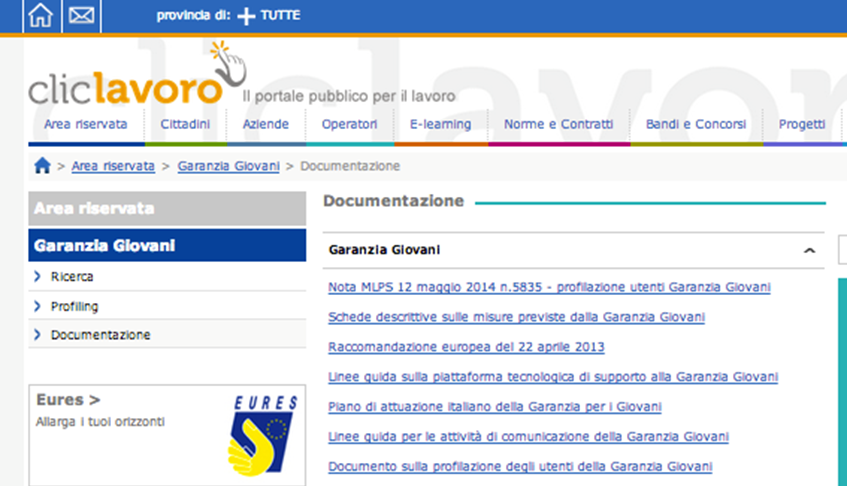 provincia di: + TUTTE
cliclavoro Il portale pubblico per il lavoro
Area riservata Cittadini Aziende Operatori E-learning Norme e Contratti Bandi e Concorsi Progetti
> Area riservata > Garanzia Giovani > Documentazione
Area riservata
Garanzia Giovani
Ricerca
Profiling
Documentazione
Eures >
Allarga i tuoi orizzonti
EURES
Documentazione
Garanzia Giovani
Nota MLPS 12 maggio 2014 n.5835 - profilazione utenti Garanzia Giovani
Schede descrittive sulle misure previste dalla Garanzia Giovani
Raccomandazione europea del 22 aprile 2013
Linee guida sulla piattaforma tecnologica di supporto alla Garanzia Giovani
Piano di attuazione italiano della Garanzia per i Giovani
Linee guida per le attività di comunicazione della Garanzia Giovani
Documento sulla profilazione degli utenti della Garanzia Giovani